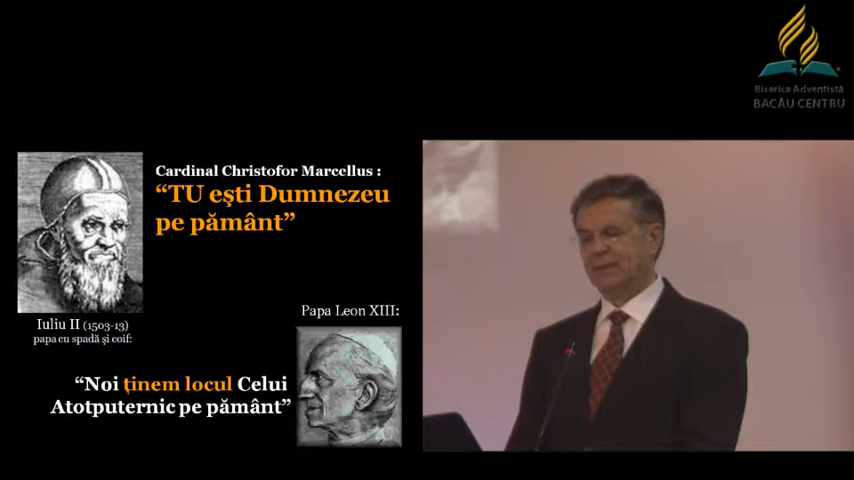 Biserica Adventistă
BACĂU CENTRU
Cardinal Christofor Marcellus :
“TU eşti Dumnezeu
pe pământ”
Iuliu II (1503-13)
papa cu spadă şi coif:
Papa Leon XIII:
“Noi ţinem locul Celui
Atotputernic pe pământ”